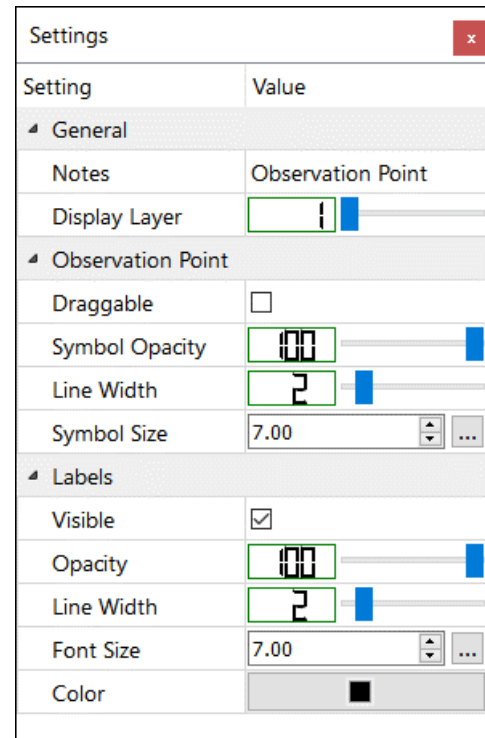 Settings x
Setting Value
General
Notes Observation Point
Display Layer 1
Observation Point
Draggable
Symbol Opacity 100
Line Width 2
Symbol Size 7.00 ...
Labels
Visible
Opacity 100
Line Width 2
Font Size 7.00 ...
Color